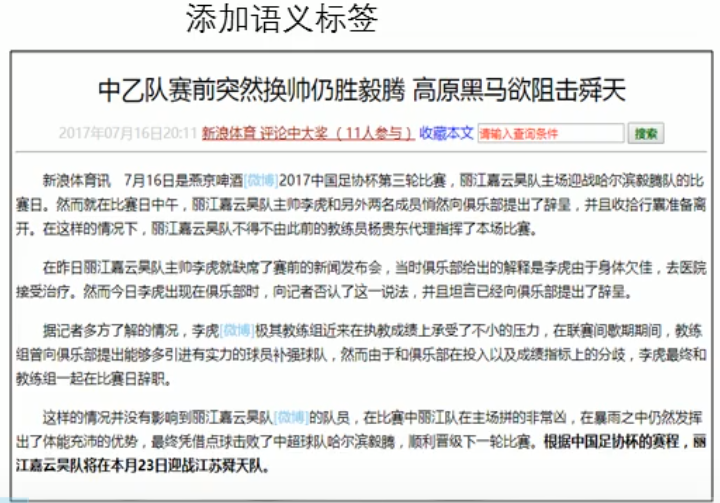 添加语义标签
中乙队赛前突然换帅仍胜毅腾 高原黑马欲阻击舜天
2017年07月16日20:11 新浪体育 评论中大奖（11人参与） 收藏本文 请输入查询条件 搜索
新浪体育讯 7月16日是燕京啤酒[微博]2017中国足协杯第三轮比赛，丽江嘉云昊队主场迎战哈尔滨毅腾队的比
赛日。然而就在比赛日中午，丽江嘉云昊队主帅李虎和另外两名成员悄然向俱乐部提出了辞呈，并且收拾行囊准备离
开。在这样的情况下，丽江嘉云昊队不得不由此前的教练员杨贵东代理指挥了本场比赛。
在昨日丽江嘉云昊队主帅李虎就缺席了赛前的新闻发布会，当时俱乐部给出的解释是李虎由于身体欠佳，去医院
接受治疗。然而今日李虎出现在俱乐部时，向记者否认了这一说法，并且坦言已经向俱乐部提出了辞呈。
据记者多方了解的情况，李虎[微博]极其教练组近来在执教成绩上承受了不小的压力，在联赛间歇期期间，教练
组曾向俱乐部提出能够多引进有实力的球员补强球队，然而由于和俱乐部在投入以及成绩指标上的分歧，李虎最终和
教练组一起在比赛日辞职。
这样的情况并没有影响到丽江嘉云昊队[微博]的队员，在比赛中丽江队在主场拼的非常凶，在暴雨之中仍然发挥
出了体能充沛的优势，最终凭借点球击败了中超球队哈尔滨毅腾，顺利晋级下一轮比赛。根据中国足协杯的赛程，丽
江嘉云昊队将在本月23日迎战江苏舜天队。